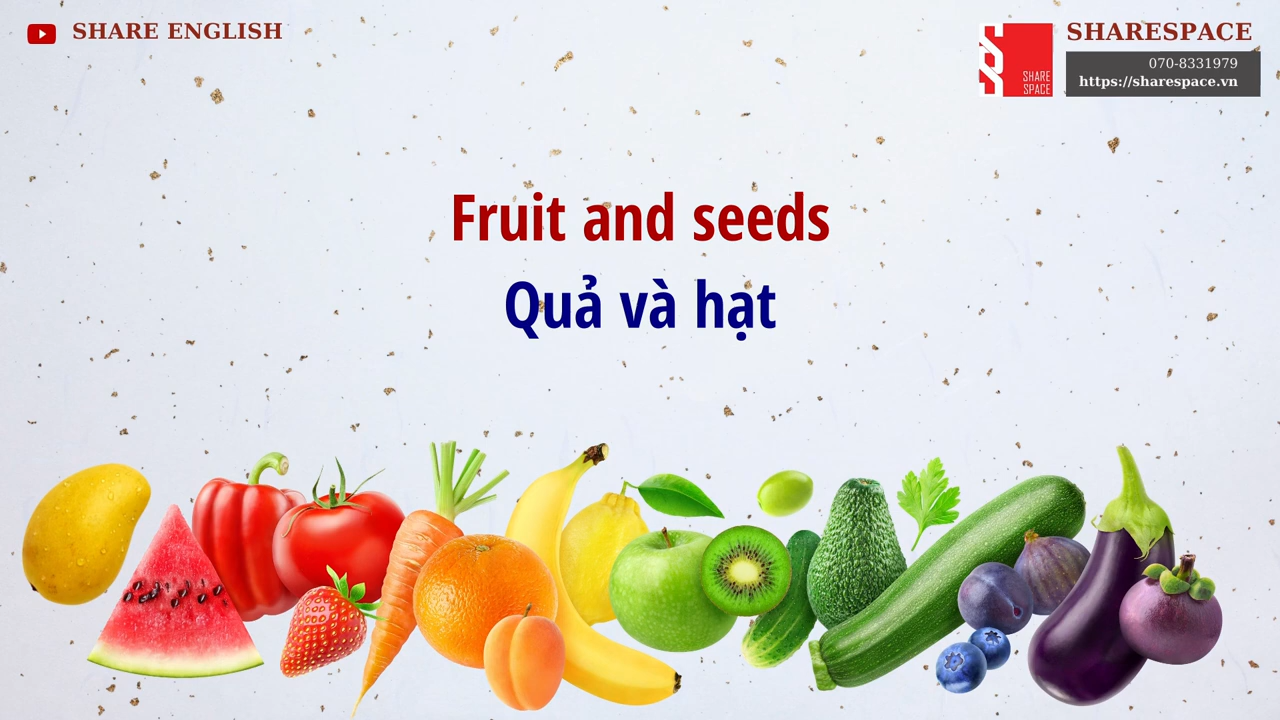 SHARE ENGLISH
SHARESPACE
070-8331979
https://sharespace.vn
SHARE
SPACE
Fruit and seeds
Quả và hạt